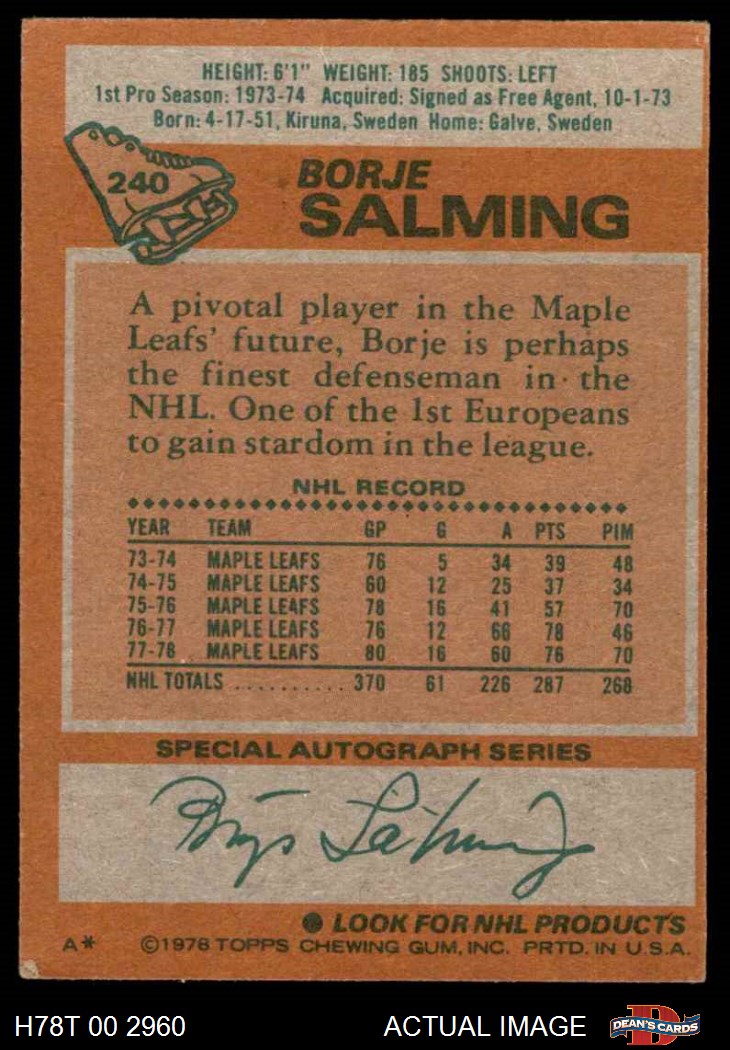 HEIGHT: 6'1" WEIGHT: 185 SHOOTS: LEFT
1st Pro Season: 1973-74 Acquired: Signed as Free Agent, 10-1-73
Born: 4-17-51, Kiruna, Sweden Home: Galve, Sweden
240
BORJE
SALMING
A pivotal player in the Maple
Leafs' future, Borje is perhaps
the finest defenseman in the
NHL. One of the 1st Europeans
to gain stardom in the league.
NHL RECORD
YEAR TEAM GP G A PTS PIM
73-74 MAPLE LEAFS 76 5 34 39 48
74-75 MAPLE LEAFS 60 12 25 37 34
75-76 MAPLE LEAFS 78 16 41 57 70
76-77 MAPLE LEAFS 76 12 66 78 46
77-78 MAPLE LEAFS 80 16 60 76 70
NHL TOTALS .......... 370 61 226 287 268
SPECIAL AUTOGRAPH SERIES
Börje Salming
LOOK FOR NHL PRODUCTS
A* ©1978 TOPPS CHEWING GUM, INC. PRTD. IN U.S.A.
H78T 00 2960 ACTUAL IMAGE DEAN'S CARDS